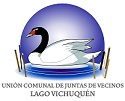 UNIÓN COMUNAL DE JUNTAS DE VECINOS
LAGO VICHUQUÉN